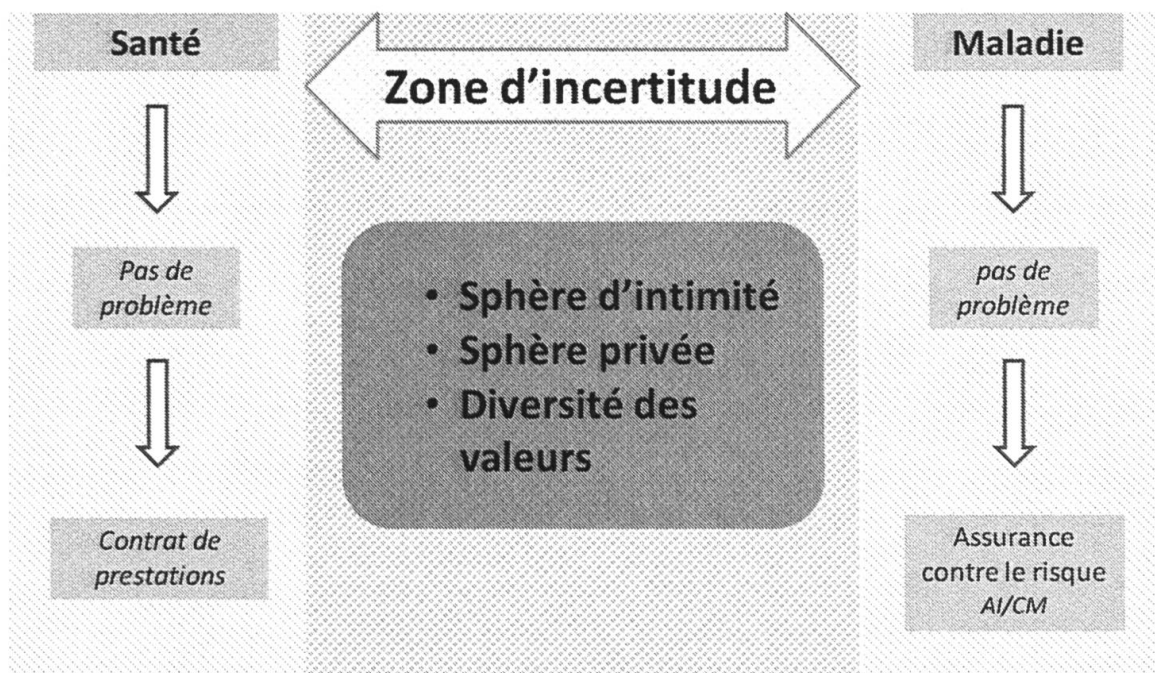 Santé
Zone d'incertitude
Maladie
Pas de
problème
• Sphère d'intimité
• Sphère privée
• Diversité des
valeurs
pas de
problème
Contrat de
prestations
Assurance
contre le risque
AI/CM